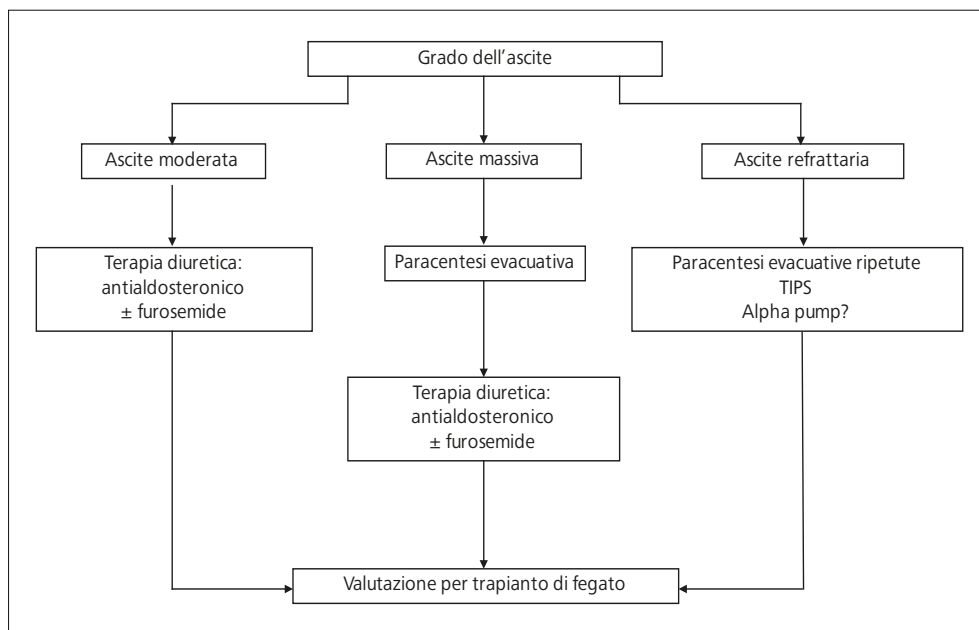 Grado dell'ascite
Ascite moderata
Ascite massiva
Ascite refrattaria
Terapia diuretica:
antialdosteronico
± furosemide
Paracentesi evacuativa
Paracentesi evacuative ripetute
TIPS
Alpha pump?
Terapia diuretica:
antialdosteronico
± furosemide
Valutazione per trapianto di fegato